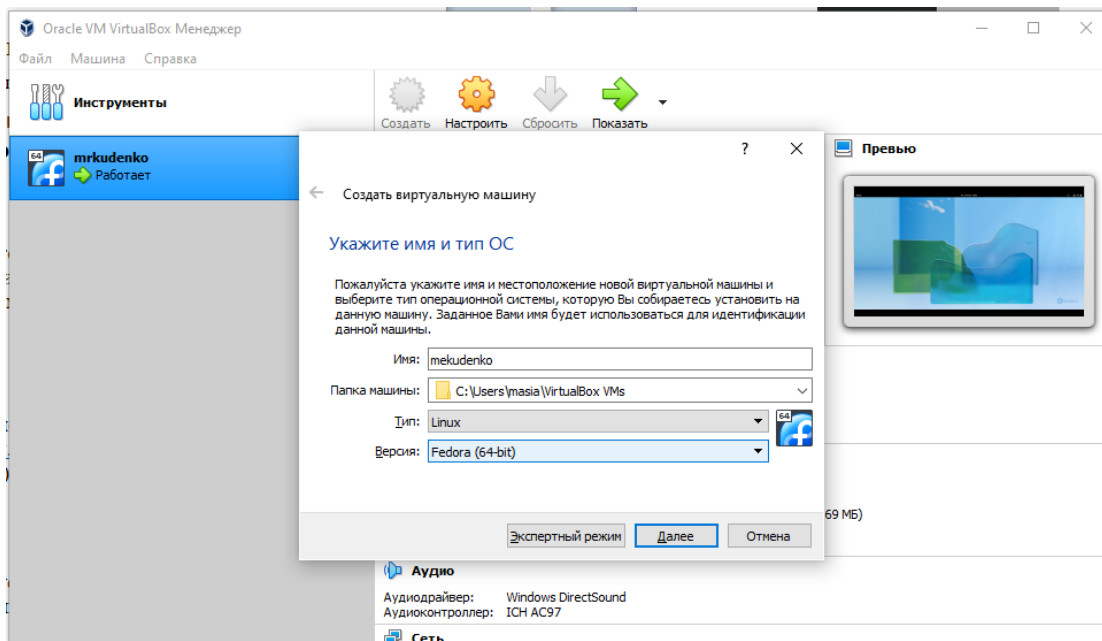 Oracle VM VirtualBox Менеджер
Файл Машина Справка
Инструменты
Создать Настроить Сбросить Показать
64
mrkudenko
Работает
Превью
? 
Создать виртуальную машину
Укажите имя и тип ОС
Пожалуйста укажите имя и местоположение новой виртуальной машины и
выберите тип операционной системы, которую Вы собираетесь установить на
данную машину. Заданное Вами имя будет использоваться для идентификации
данной машины.
Имя: mekudenko
Папка машины: C:\Users\masia\VirtualBox VMs
Тип: Linux
64
Версия: Fedora (64-bit)
69 МБ)
Экспертный режим Далее Отмена
Аудио
Аудиодрайвер: Windows DirectSound
Аудиоконтроллер: ICH AC97
Сеть